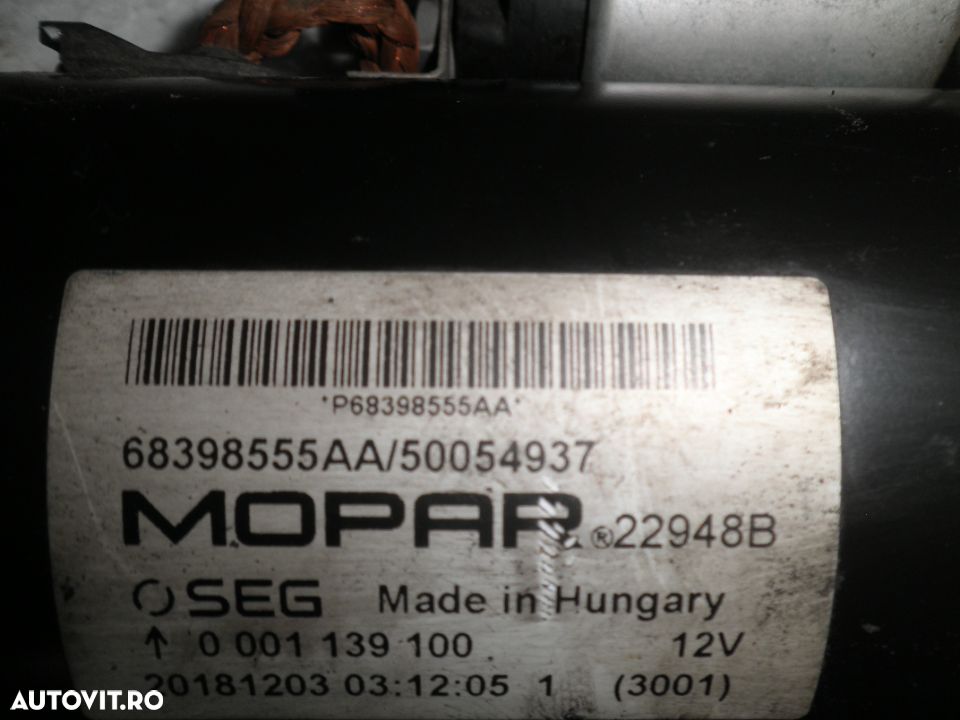 *P68398555AA*
68398555AA/50054937
MOPAR®22948B
SEG Made in Hungary
↑ 0 001 139 100 12V
20181203 03:12:05 1 (3001)
AUTOVIT.RO